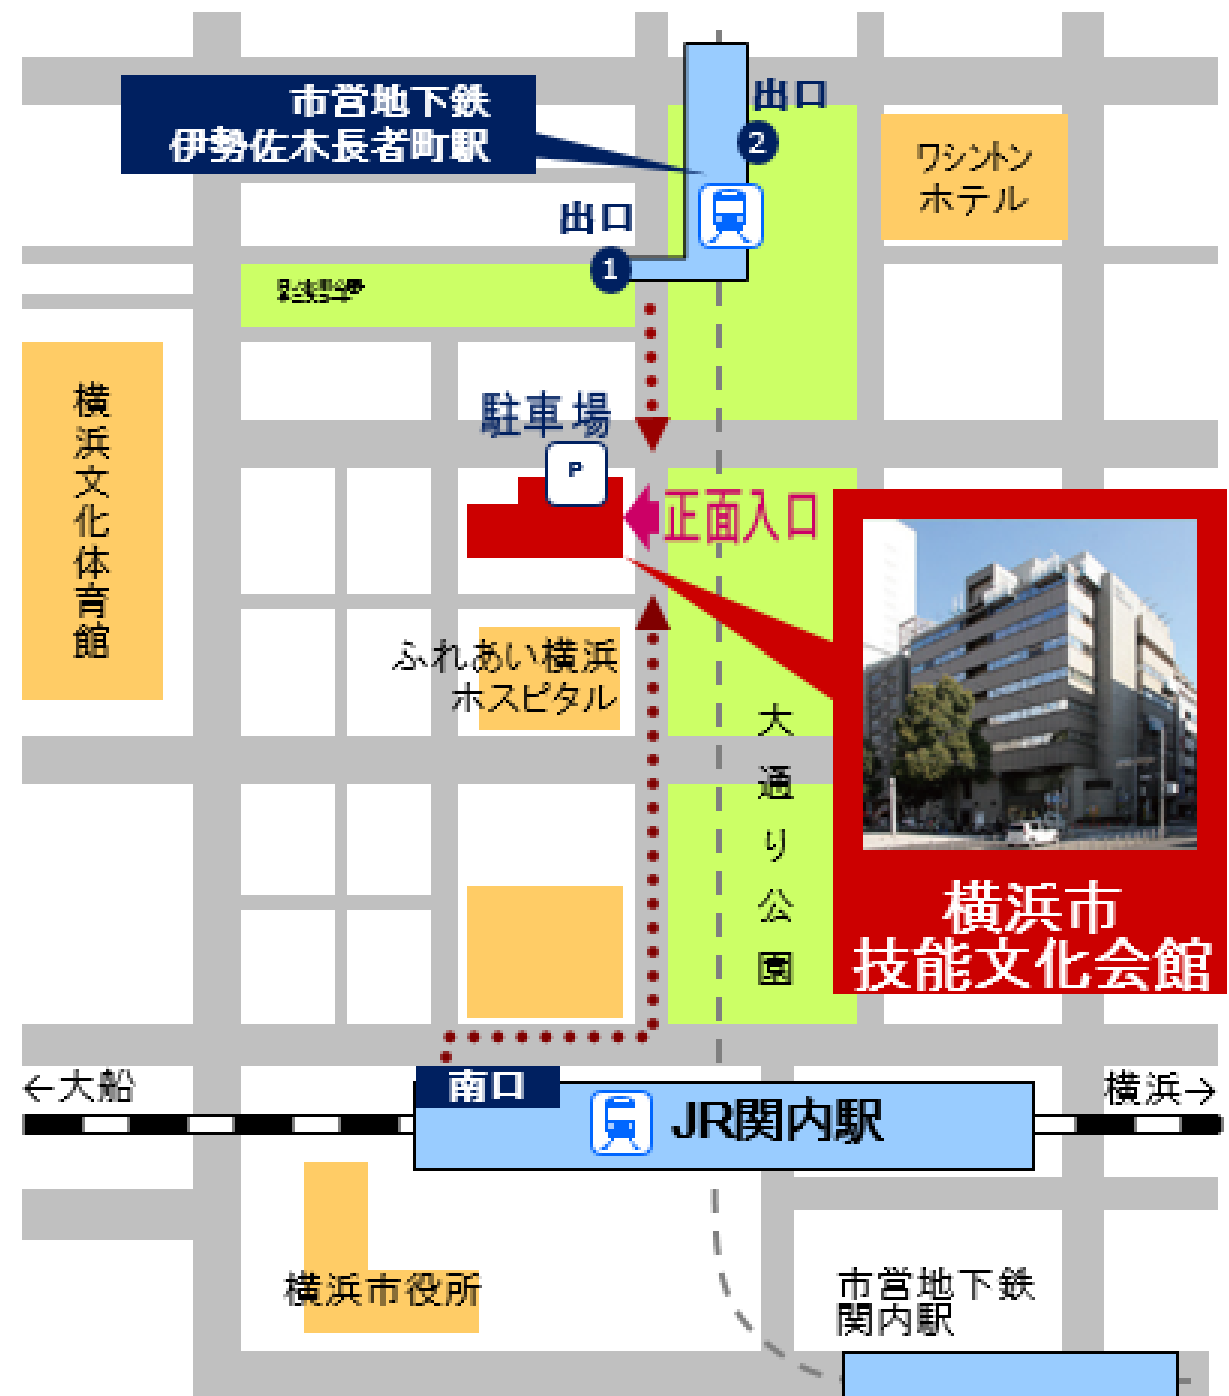 市営地下鉄
伊勢佐木長者町駅
出口
2
ワシントン
ホテル
出口
1
横浜文化体育館
駐車場
P
正面入口
ふれあい横浜
ホスピタル
大通り公園
横浜市
技能文化会館
←大船
南口
JR関内駅
横浜→
横浜市役所
市営地下鉄
関内駅